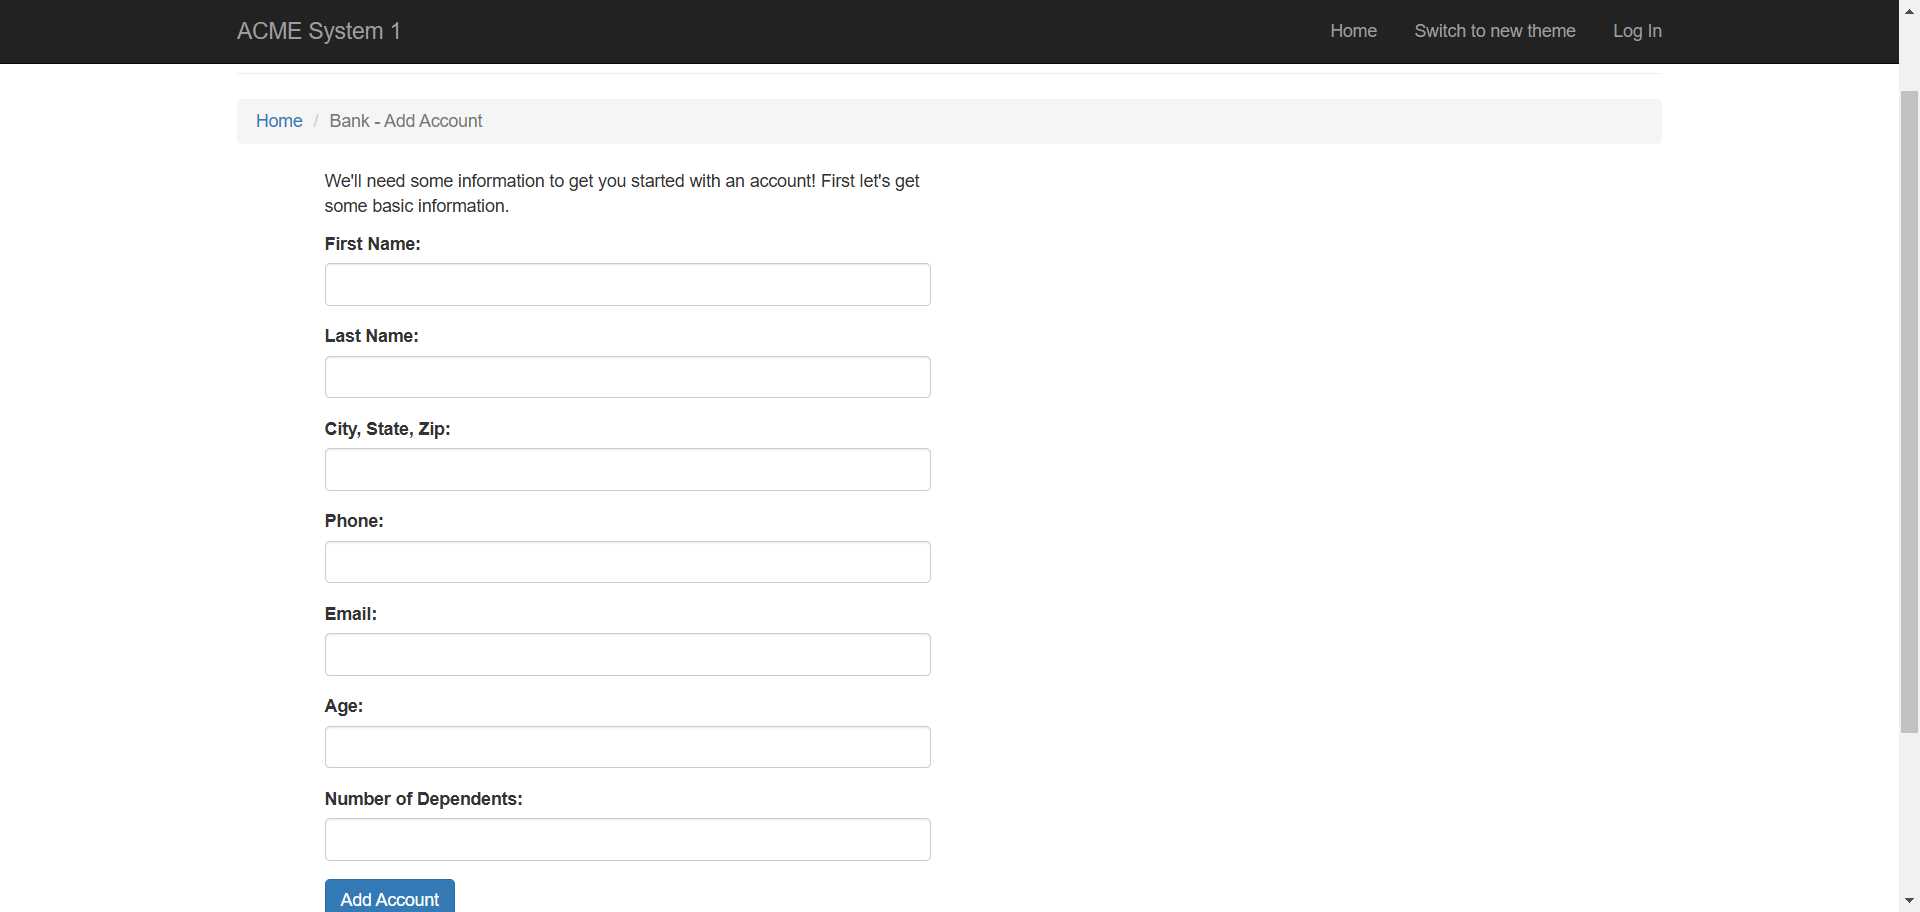 ACME System 1
Home
Switch to new theme
Log In
Home / Bank - Add Account
We'll need some information to get you started with an account! First let's get
some basic information.
First Name:
Last Name:
City, State, Zip:
Phone:
Email:
Age:
Number of Dependents:
Add Account